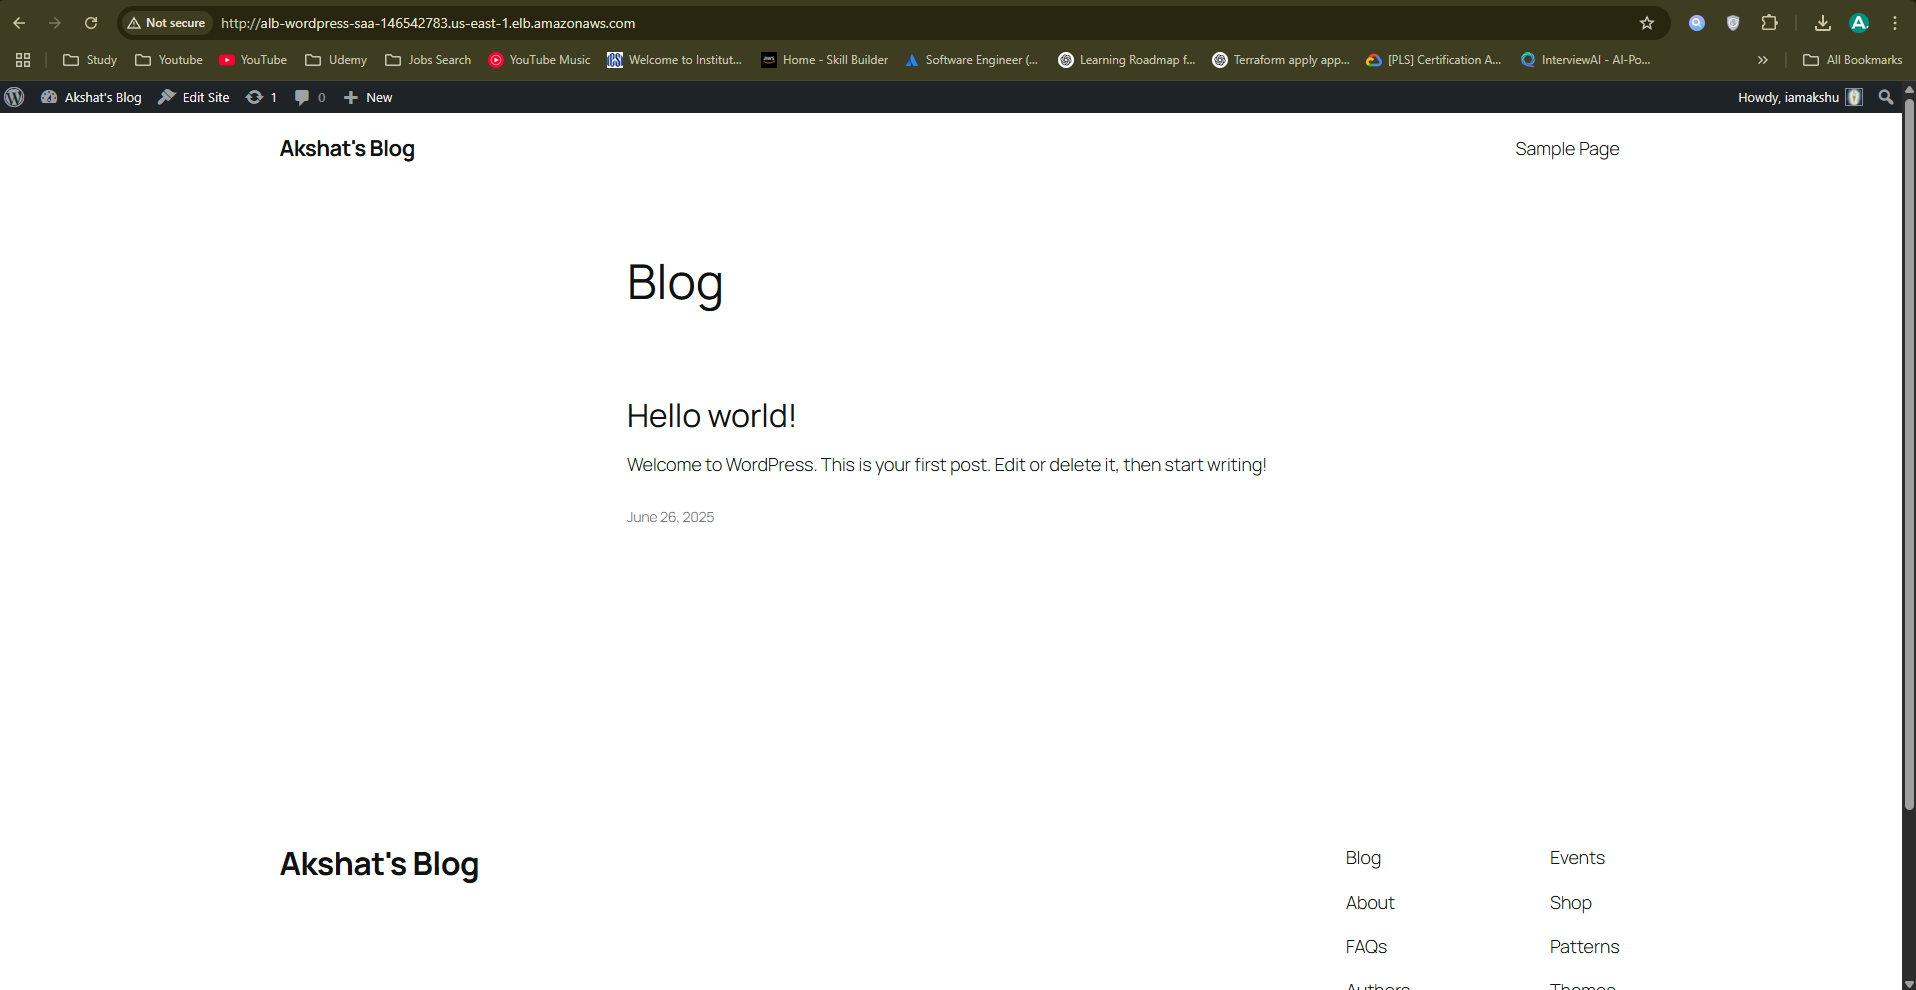 Not secure http://alb-wordpress-saa-146542783.us-east-1.elb.amazonaws.com
Study Youtube YouTube Udemy Jobs Search YouTube Music Welcome to Institut... Home - Skill Builder Software Engineer (... Learning Roadmap f... Terraform apply app... [PLS] Certification A... InterviewAI - AI-Po... » All Bookmarks
Akshat's Blog Edit Site 1 0 New Howdy, iamakshu
Akshat's Blog Sample Page
Blog
Hello world!
Welcome to WordPress. This is your first post. Edit or delete it, then start writing!
June 26, 2025
Akshat's Blog
Blog Events
About Shop
FAQs Patterns
Authors Themes